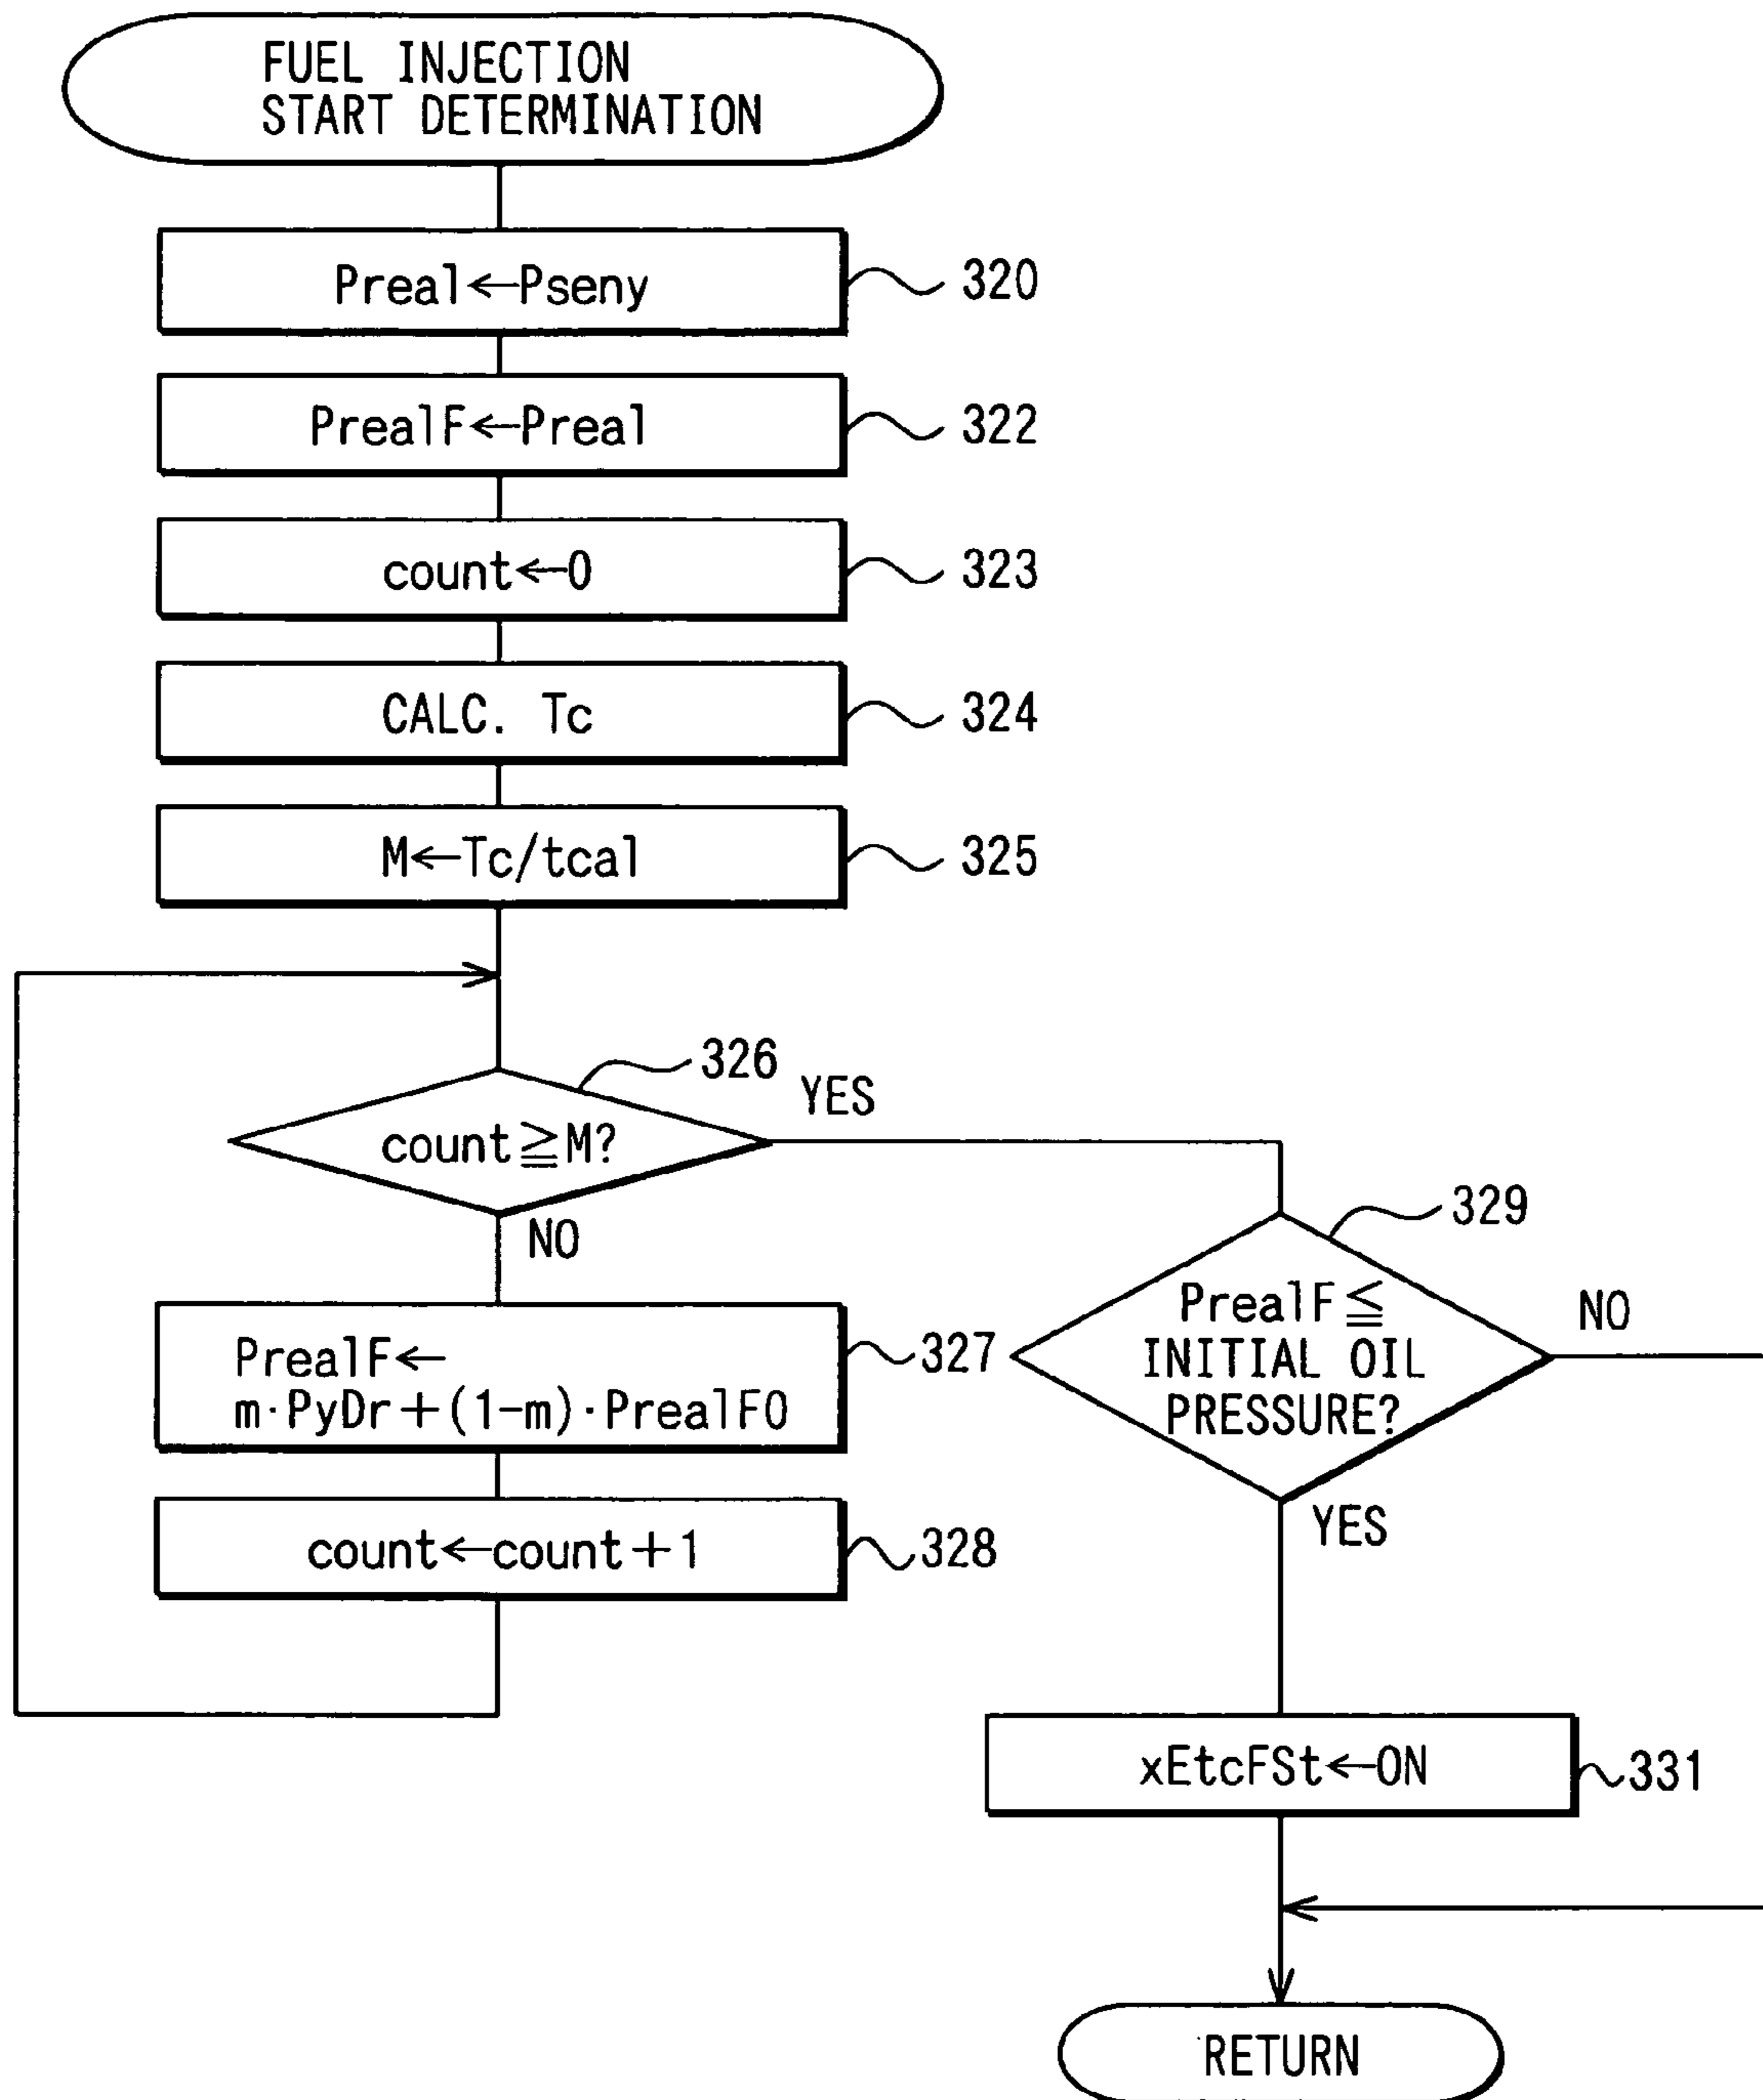 FUEL INJECTION
START DETERMINATION
Preal←Pseny
320
PrealF←Preal
322
count←0
323
CALC. Tc
324
M←Tc/tcal
325
326
YES
count≧M?
NO
329
PrealF≦
INITIAL OIL
PRESSURE?
NO
YES
PrealF←
m·PyDr+(1-m)·PrealF0
327
count←count+1
328
xEtcFSt←ON
331
RETURN